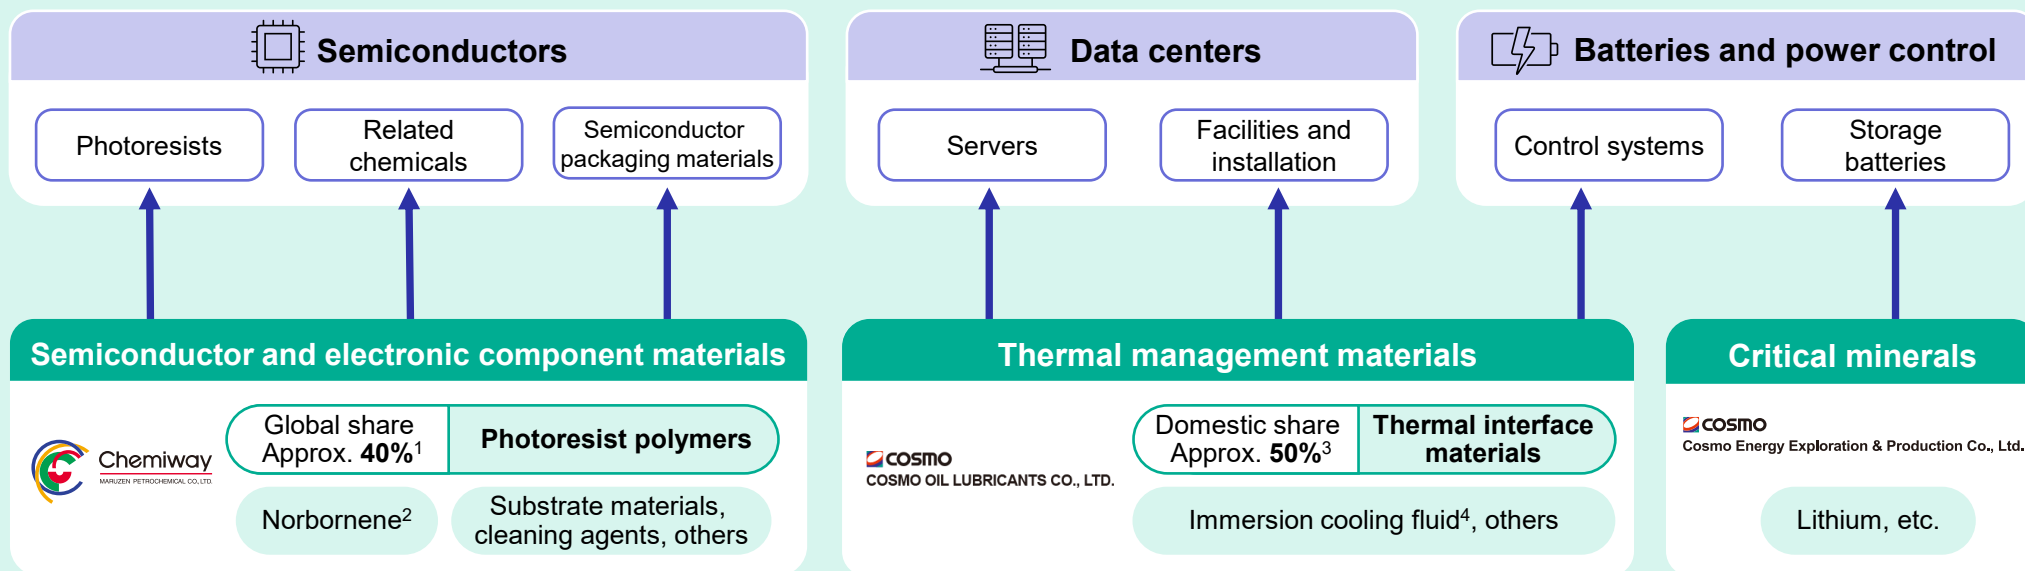 Semiconductors
Photoresists
Related
chemicals
Semiconductor
packaging materials
Data centers
Servers
Facilities and
installation
Batteries and power control
Control systems
Storage
batteries
Semiconductor and electronic component materials
Chemiway
MARUZEN PETROCHEMICAL CO., LTD.
Global share
Approx. 40%¹
Photoresist polymers
Norbornene²
Substrate materials,
cleaning agents, others
Thermal management materials
COSMO
COSMO OIL LUBRICANTS CO., LTD.
Domestic share
Approx. 50%³
Thermal interface
materials
Immersion cooling fluid⁴, others
Critical minerals
COSMO
Cosmo Energy Exploration & Production Co., Ltd.
Lithium, etc.